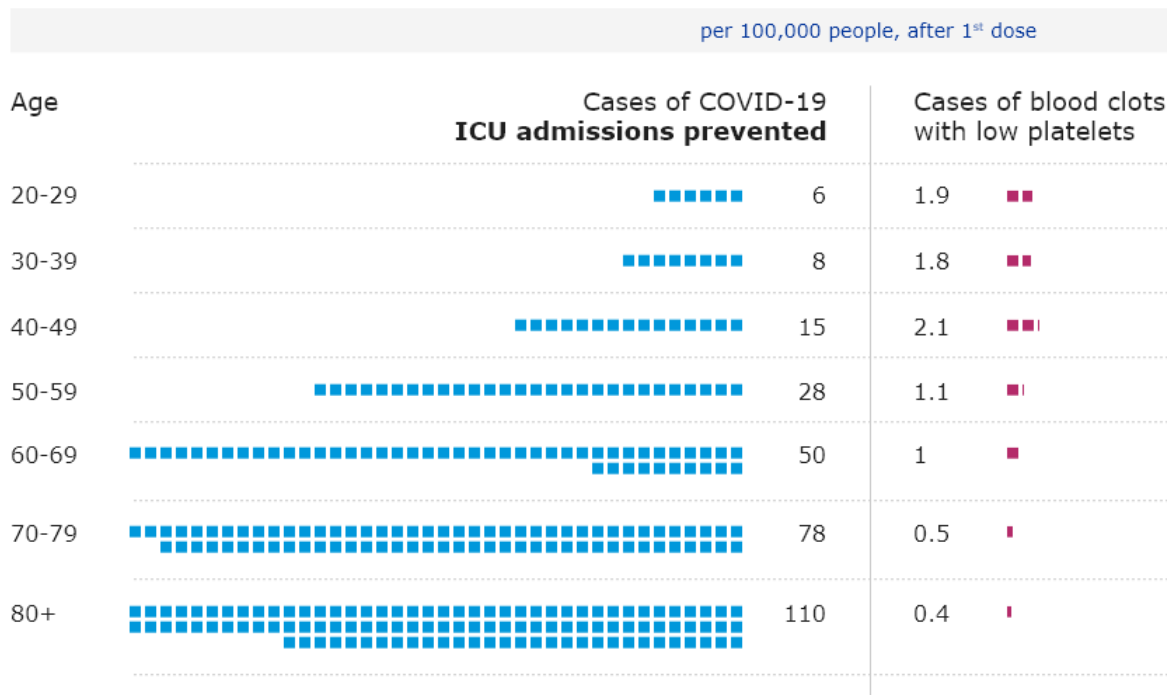 per 100,000 people, after 1st dose
Age
Cases of COVID-19
ICU admissions prevented
Cases of blood clots
with low platelets
20-29 6 1.9
30-39 8 1.8
40-49 15 2.1
50-59 28 1.1
60-69 50 1
70-79 78 0.5
80+ 110 0.4